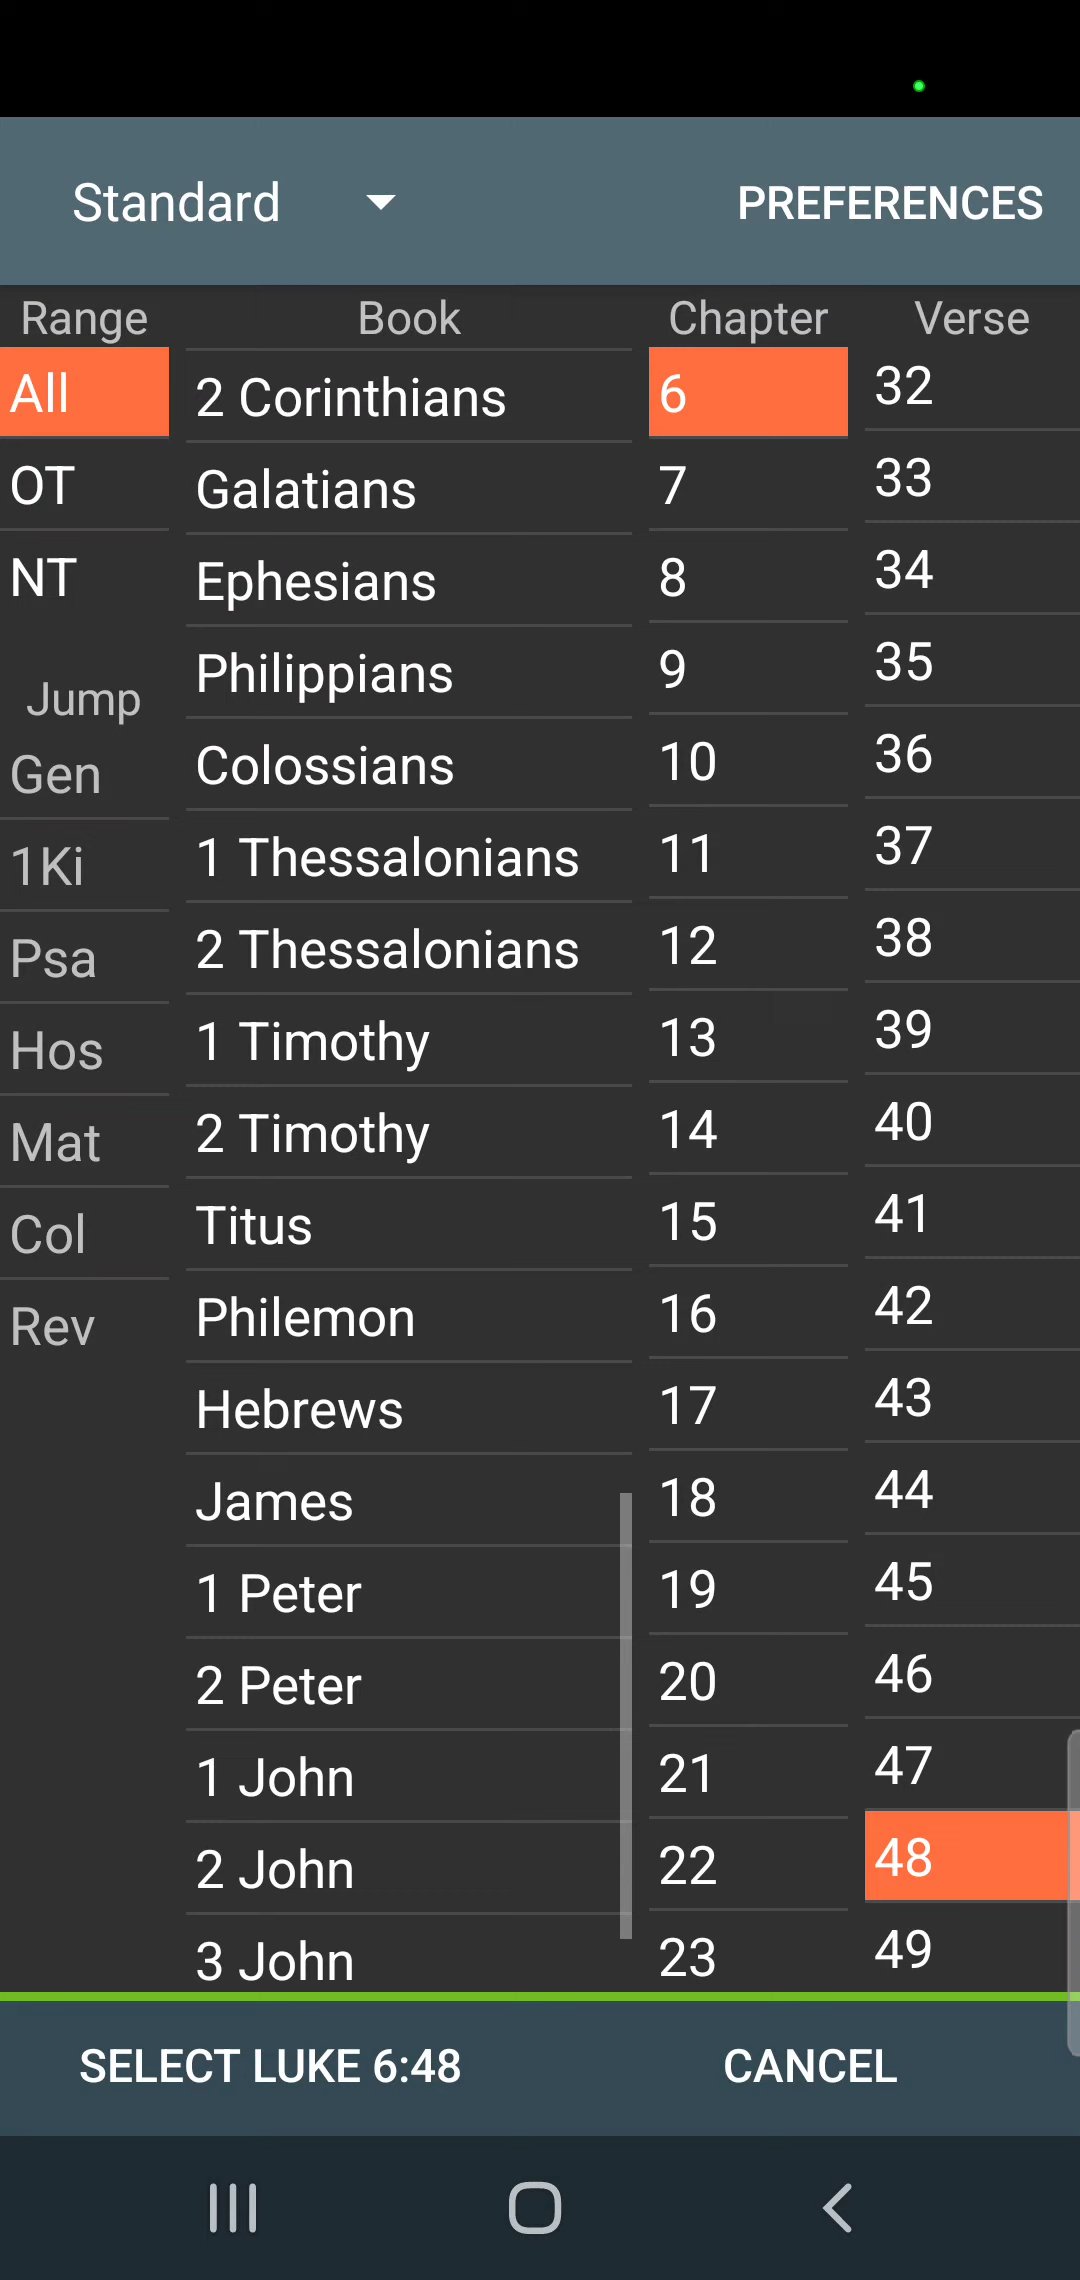 Standard
PREFERENCES
Range
Book
Chapter
Verse
All
OT
NT
Jump
Gen
1Ki
Psa
Hos
Mat
Col
Rev
2 Corinthians
Galatians
Ephesians
Philippians
Colossians
1 Thessalonians
2 Thessalonians
1 Timothy
2 Timothy
Titus
Philemon
Hebrews
James
1 Peter
2 Peter
1 John
2 John
3 John
6
7
8
9
10
11
12
13
14
15
16
17
18
19
20
21
22
23
32
33
34
35
36
37
38
39
40
41
42
43
44
45
46
47
48
49
SELECT LUKE 6:48
CANCEL